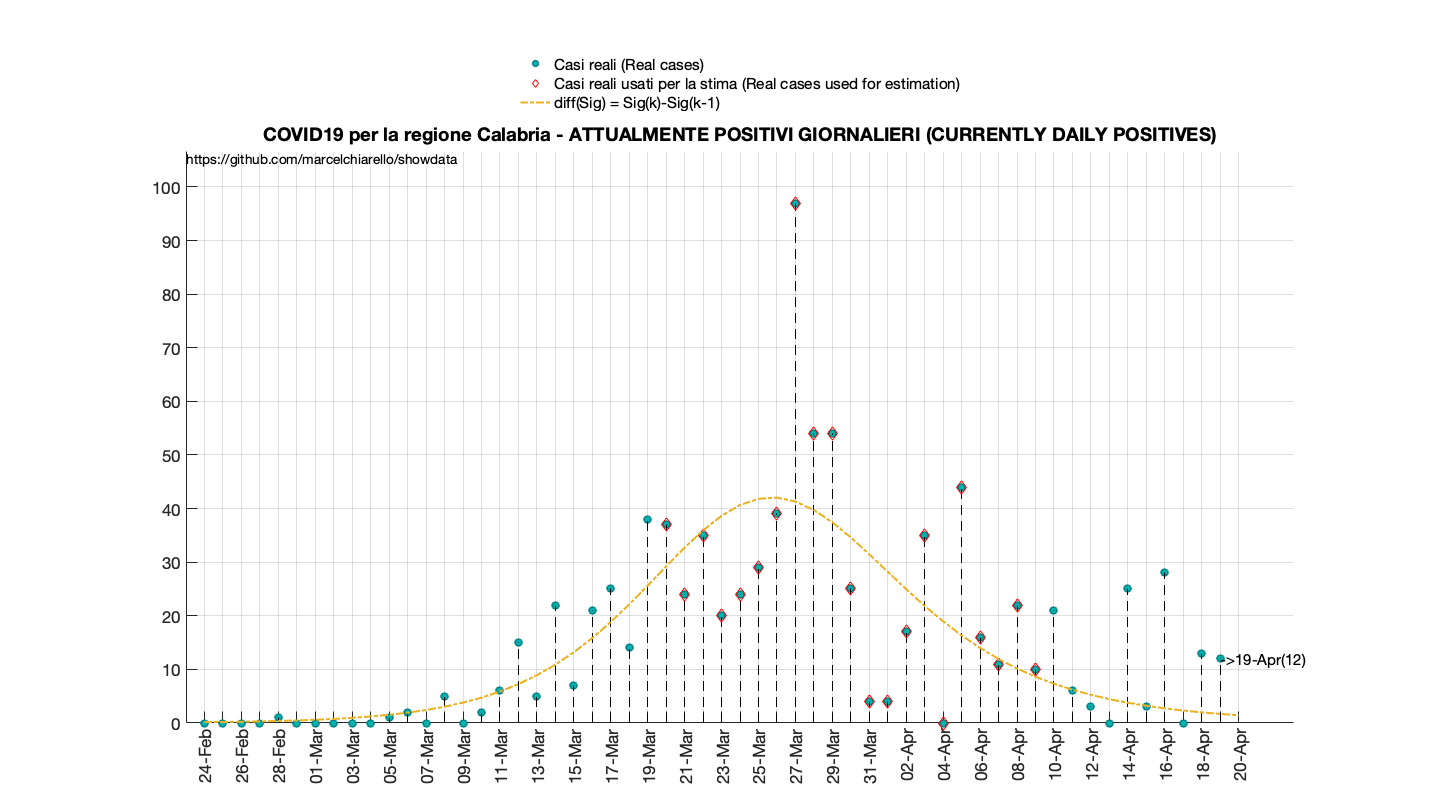 Casi reali (Real cases)
Casi reali usati per la stima (Real cases used for estimation)
diff(Sig) = Sig(k)-Sig(k-1)
COVID19 per la regione Calabria - ATTUALMENTE POSITIVI GIORNALIERI (CURRENTLY DAILY POSITIVES)
https://github.com/marcelchiarello/showdata
100
90
80
70
60
50
40
30
20
10
0
->19-Apr(12)
24-Feb
26-Feb
28-Feb
01-Mar
03-Mar
05-Mar
07-Mar
09-Mar
11-Mar
13-Mar
15-Mar
17-Mar
19-Mar
21-Mar
23-Mar
25-Mar
27-Mar
29-Mar
31-Mar
02-Apr
04-Apr
06-Apr
08-Apr
10-Apr
12-Apr
14-Apr
16-Apr
18-Apr
20-Apr